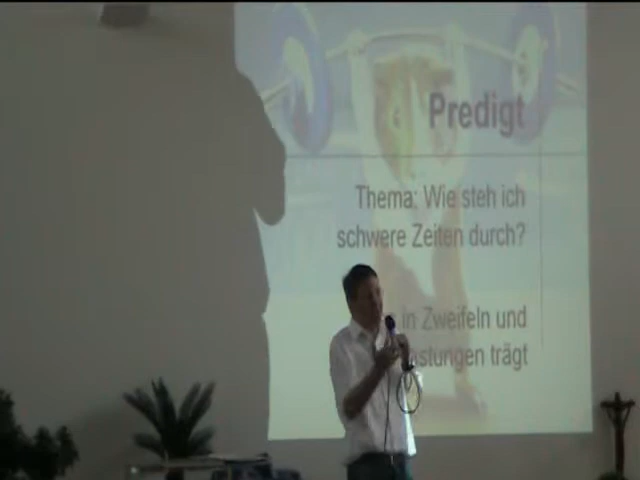 Predigt
Thema: Wie steh ich
schwere Zeiten durch?
in Zweifeln und
trägt